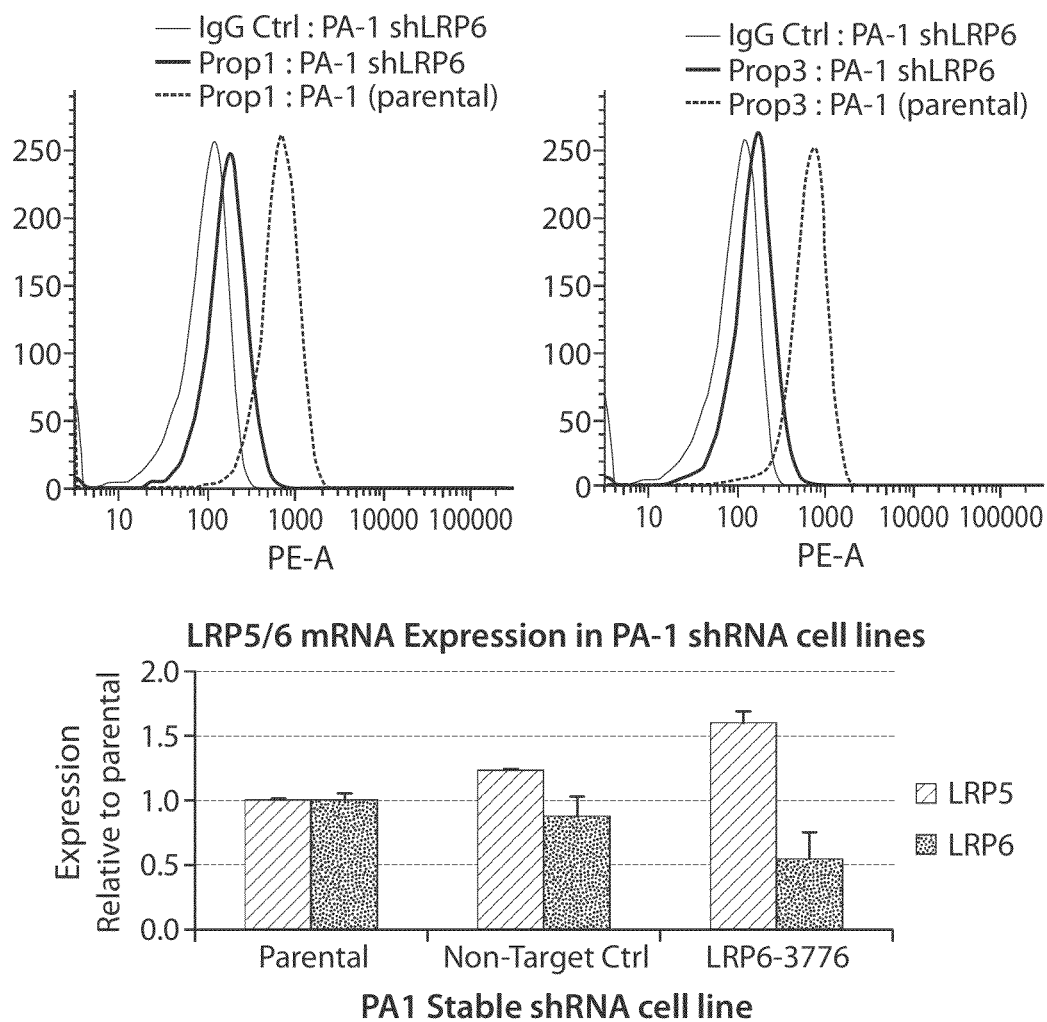 IgG Ctrl : PA-1 shLRP6
Prop1 : PA-1 shLRP6
Prop1 : PA-1 (parental)
250
200
150
100
50
0
10 100 1000 10000 100000
PE-A
IgG Ctrl : PA-1 shLRP6
Prop3 : PA-1 shLRP6
Prop3 : PA-1 (parental)
250
200
150
100
50
0
10 100 1000 10000 100000
PE-A
LRP5/6 mRNA Expression in PA-1 shRNA cell lines
Expression
Relative to parental
2.0
1.5
1.0
0.5
0.0
Parental Non-Target Ctrl LRP6-3776
PA1 Stable shRNA cell line
LRP5
LRP6